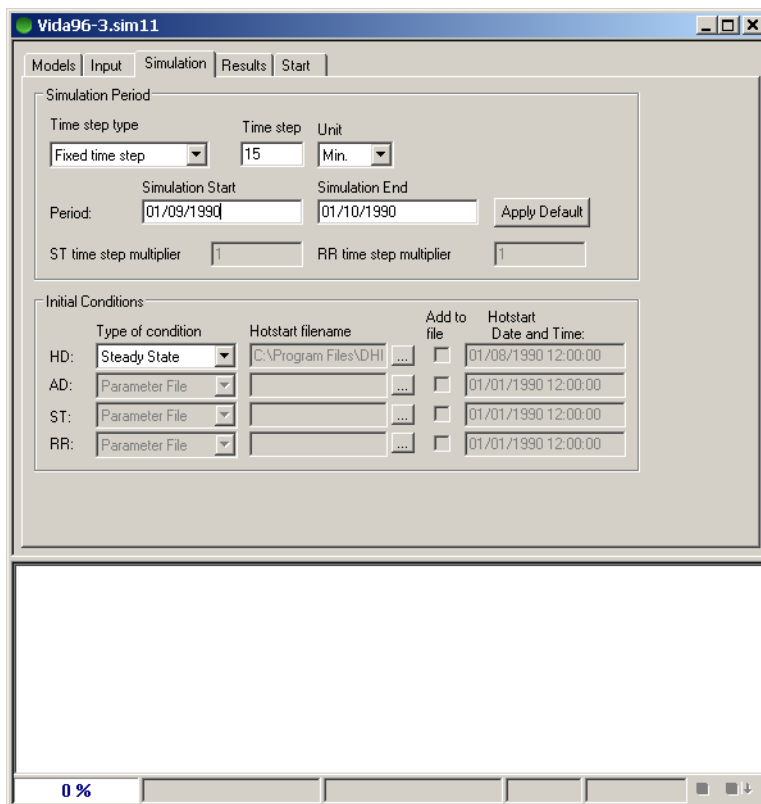 Vida96-3.sim11
Models Input Simulation Results Start
Simulation Period
Time step type Time step Unit
Fixed time step 15 Min.
Simulation Start Simulation End
Period: 01/09/1990 01/10/1990 Apply Default
ST time step multiplier 1 RR time step multiplier 1
Initial Conditions
Type of condition Hotstart filename Add to file Hotstart Date and Time:
HD: Steady State C:\Program Files\DHI ... 01/08/1990 12:00:00
AD: Parameter File ... 01/01/1990 12:00:00
ST: Parameter File ... 01/01/1990 12:00:00
RR: Parameter File ... 01/01/1990 12:00:00
0 %